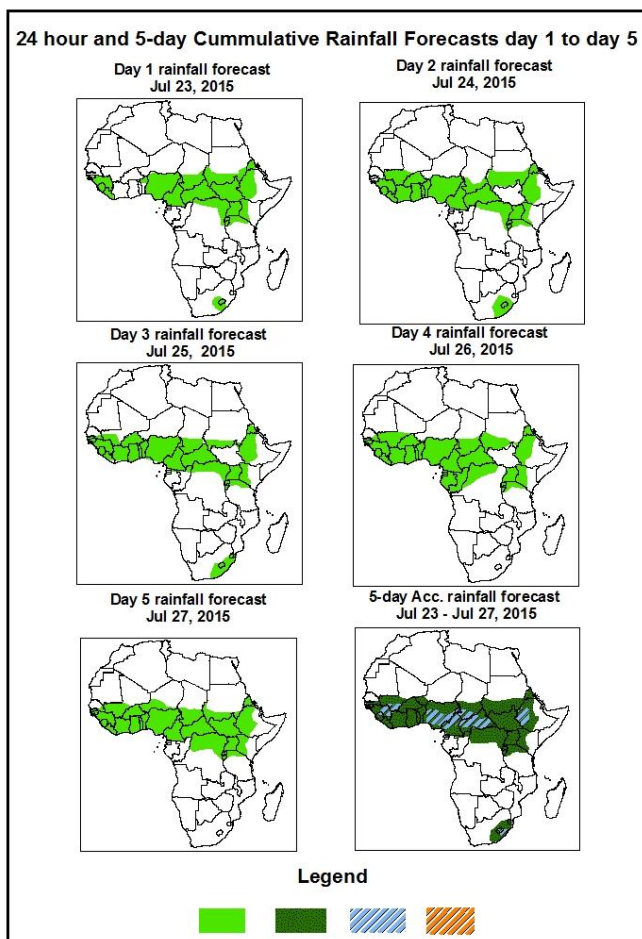 24 hour and 5-day Cummulative Rainfall Forecasts day 1 to day 5
Day 1 rainfall forecast
Jul 23, 2015
Day 2 rainfall forecast
Jul 24, 2015
Day 3 rainfall forecast
Jul 25, 2015
Day 4 rainfall forecast
Jul 26, 2015
Day 5 rainfall forecast
Jul 27, 2015
5-day Acc. rainfall forecast
Jul 23 - Jul 27, 2015
Legend